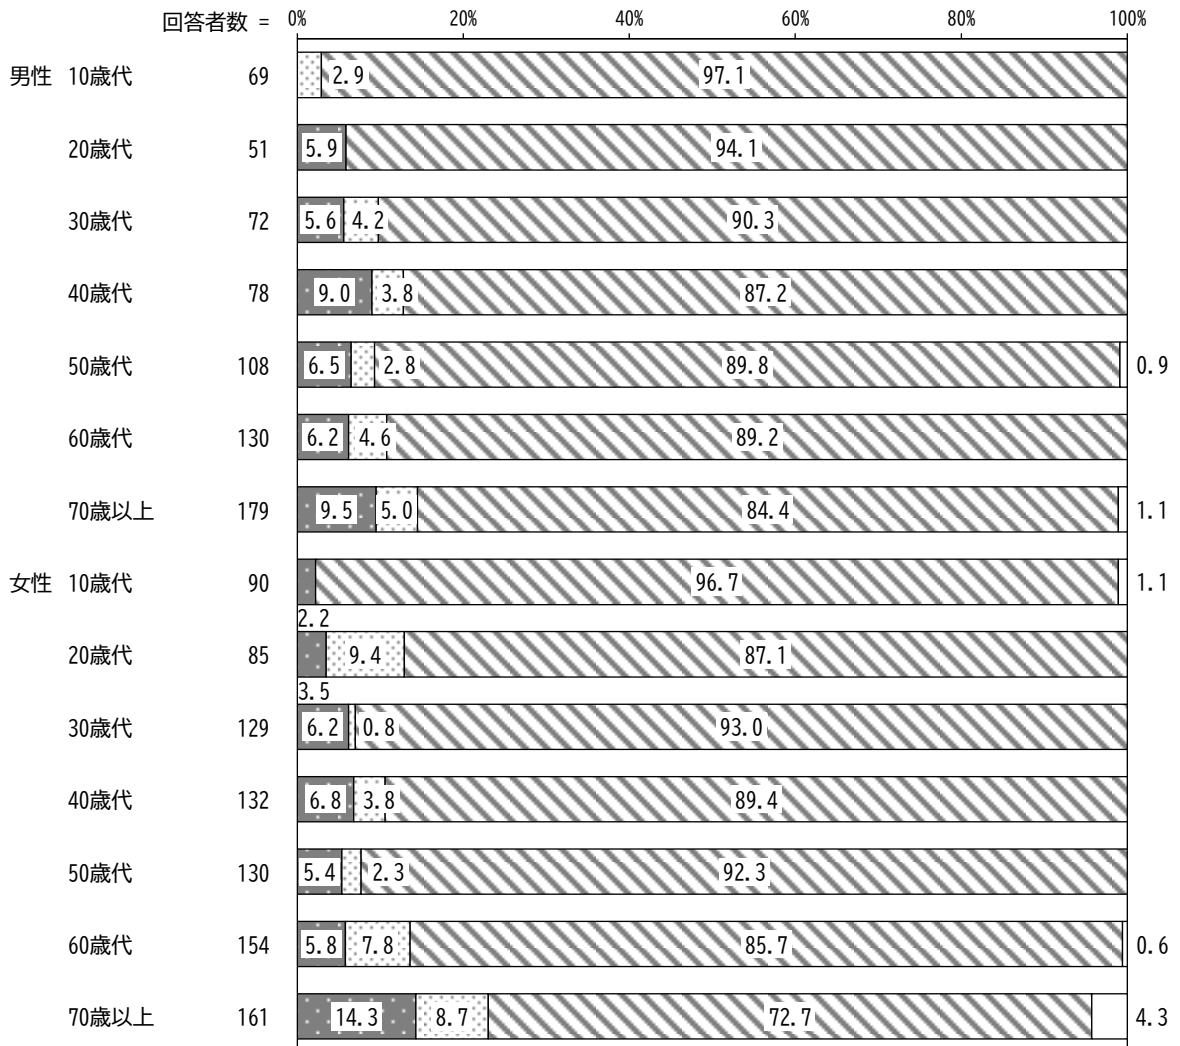 回答者数 = 0% 20% 40% 60% 80% 100%
男性 10歳代 69 2.9 97.1
20歳代 51 5.9 94.1
30歳代 72 5.6 4.2 90.3
40歳代 78 9.0 3.8 87.2
50歳代 108 6.5 2.8 89.8 0.9
60歳代 130 6.2 4.6 89.2
70歳以上 179 9.5 5.0 84.4 1.1
女性 10歳代 90 96.7 1.1
2.2
20歳代 85 9.4 87.1
3.5
30歳代 129 6.2 0.8 93.0
40歳代 132 6.8 3.8 89.4
50歳代 130 5.4 2.3 92.3
60歳代 154 5.8 7.8 85.7 0.6
70歳以上 161 14.3 8.7 72.7 4.3